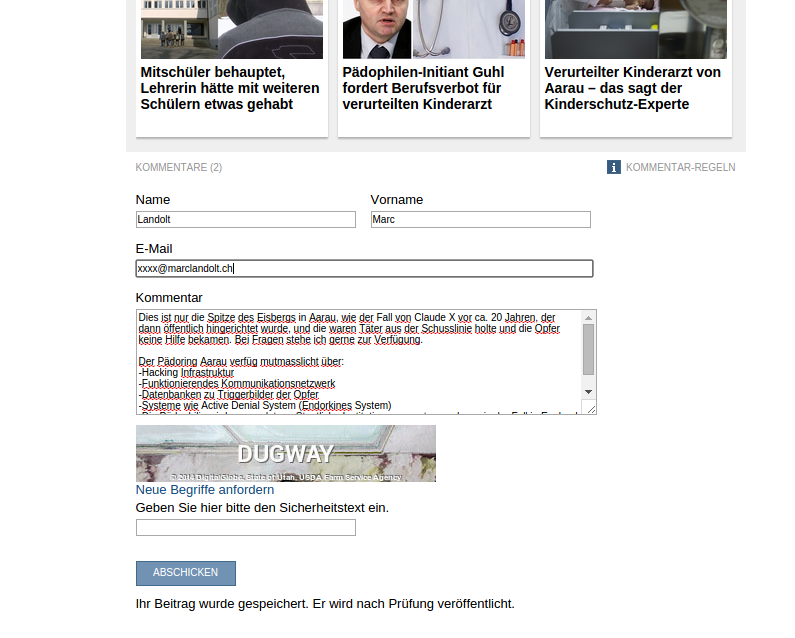 Mitschüler behauptet,
Lehrerin hätte mit weiteren
Schülern etwas gehabt
Pädophilen-Initiant Guhl
fordert Berufsverbot für
verurteilten Kinderarzt
Verurteilter Kinderarzt von
Aarau – das sagt der
Kinderschutz-Experte
KOMMENTARE (2)
i KOMMENTAR-REGELN
Name
Vorname
Landolt
Marc
E-Mail
xxxx@marclandolt.ch
Kommentar
Dies ist nur die Spitze des Eisbergs in Aarau, wie der Fall von Claude X vor ca. 20 Jahren, der
dann öffentlich hingerichtet wurde, und die waren Täter aus der Schusslinie holte und die Opfer
keine Hilfe bekamen. Bei Fragen stehe ich gerne zur Verfügung.
Der Pädoring Aarau verfüg mutmasslicht über:
-Hacking Infrastruktur
-Funktionierendes Kommunikationsnetzwerk
-Datenbanken zu Triggerbilder der Opfer
-Systeme wie Active Denial System (Endorkines System)
DUGWAY
© 2014 DigitalGlobe, State of Utah, USDA Farm Service Agency
Neue Begriffe anfordern
Geben Sie hier bitte den Sicherheitstext ein.
ABSCHICKEN
Ihr Beitrag wurde gespeichert. Er wird nach Prüfung veröffentlicht.